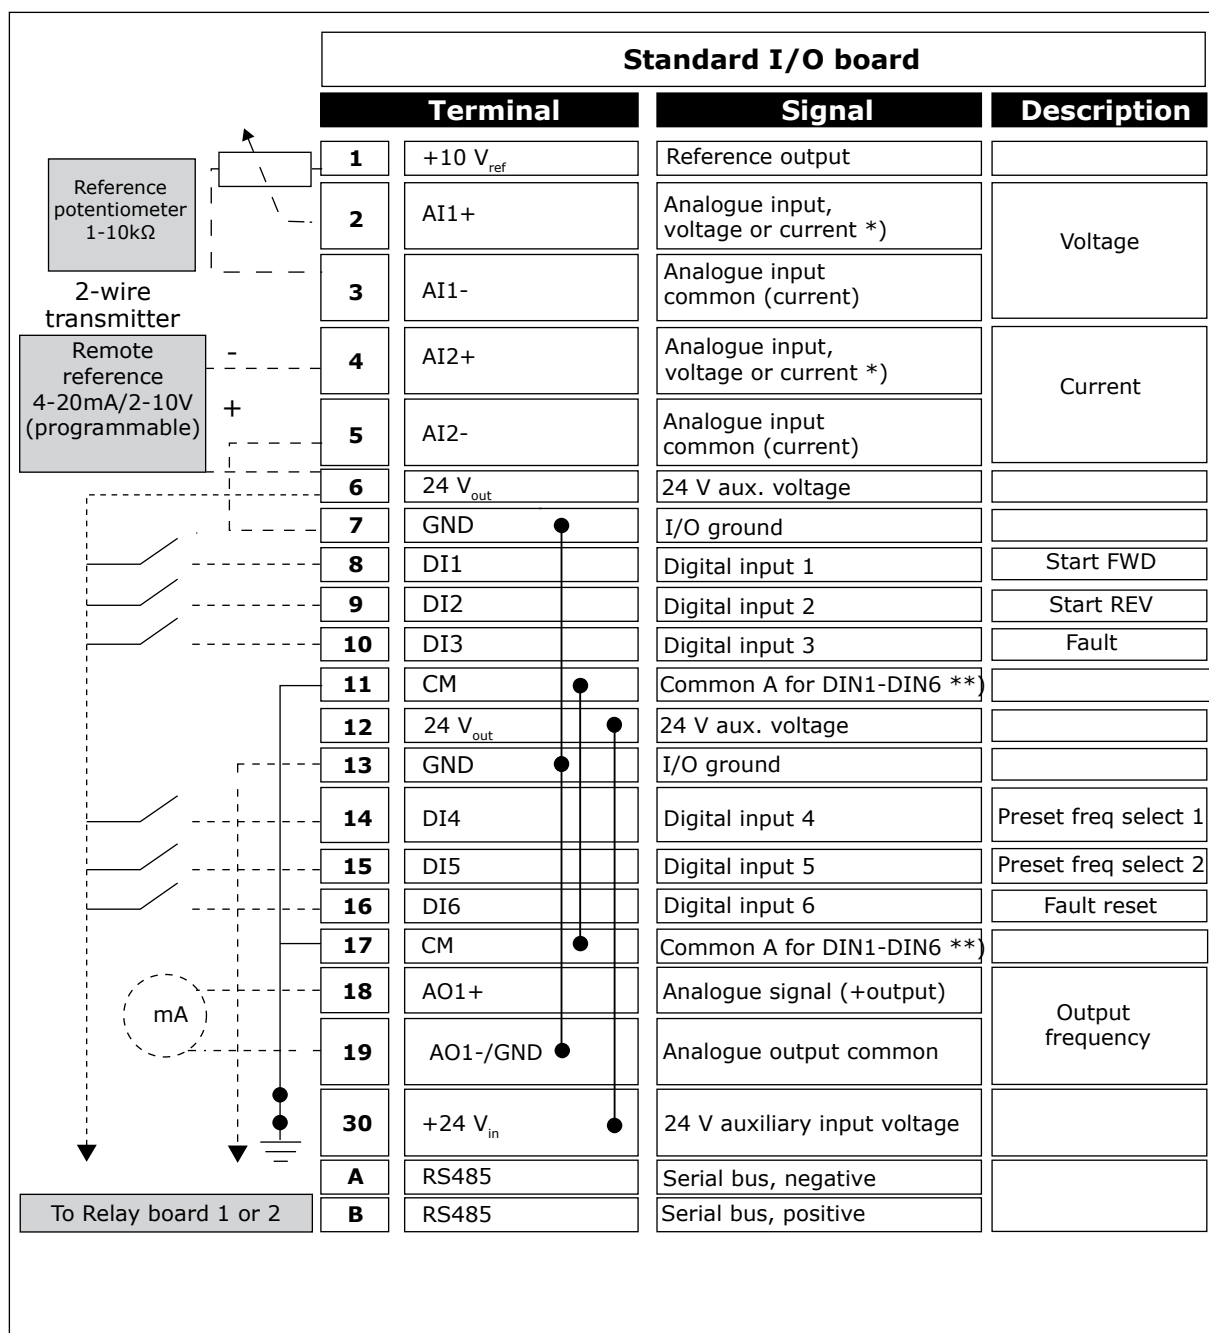 Standard I/O board
Terminal Signal Description
1 +10 Vref Reference output
Reference
potentiometer
1-10kΩ
2 AI1+ Analogue input,
voltage or current *)
Voltage
3 AI1- Analogue input
common (current)
2-wire
transmitter
Remote
reference
4-20mA/2-10V
(programmable)
-
+
4 AI2+ Analogue input,
voltage or current *)
Current
5 AI2- Analogue input
common (current)
6 24 Vout 24 V aux. voltage
7 GND I/O ground
8 DI1 Digital input 1 Start FWD
9 DI2 Digital input 2 Start REV
10 DI3 Digital input 3 Fault
11 CM Common A for DIN1-DIN6 **)
12 24 Vout 24 V aux. voltage
13 GND I/O ground
14 DI4 Digital input 4 Preset freq select 1
15 DI5 Digital input 5 Preset freq select 2
16 DI6 Digital input 6 Fault reset
17 CM Common A for DIN1-DIN6 **)
mA
18 AO1+ Analogue signal (+output)
Output
frequency
19 AO1-/GND Analogue output common
30 +24 Vin 24 V auxiliary input voltage
A RS485 Serial bus, negative
To Relay board 1 or 2
B RS485 Serial bus, positive